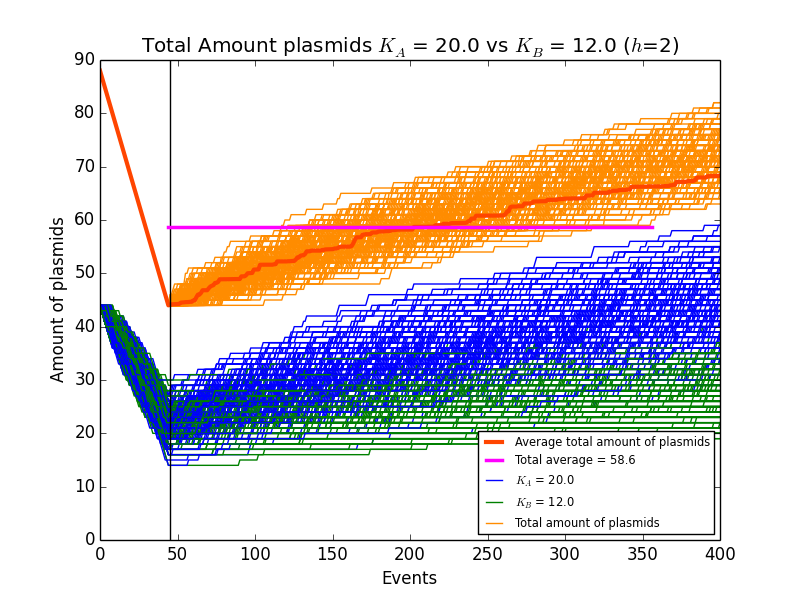 Total Amount plasmids K_A = 20.0 vs K_B = 12.0 (h=2)
90
80
70
60
50
40
30
20
10
0
Amount of plasmids
Average total amount of plasmids
Total average = 58.6
K_A = 20.0
K_B = 12.0
Total amount of plasmids
0 50 100 150 200 250 300 350 400
Events